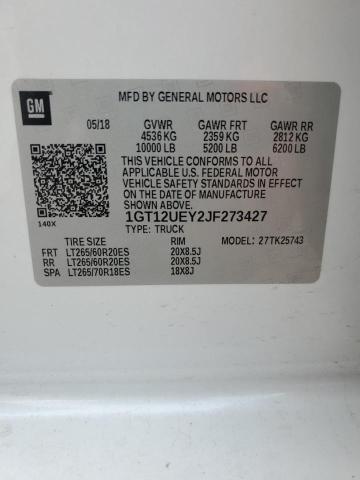 GM
MFD BY GENERAL MOTORS LLC
05/18 GVWR GAWR FRT GAWR RR
4536 KG 2359 KG 2812 KG
10000 LB 5200 LB 6200 LB
THIS VEHICLE CONFORMS TO ALL
APPLICABLE U.S. FEDERAL MOTOR
VEHICLE SAFETY STANDARDS IN
EFFECT ON THE DATE OF MANUFACTURE
SHOWN ABOVE.
1GT12UEY2JF273427
140X
TYPE: TRUCK
TIRE SIZE RIM MODEL: 27TK25743
FRT LT265/60R20ES 20X8.5J
RR LT265/60R20ES 20X8.5J
SPA LT265/70R18ES 18X8J